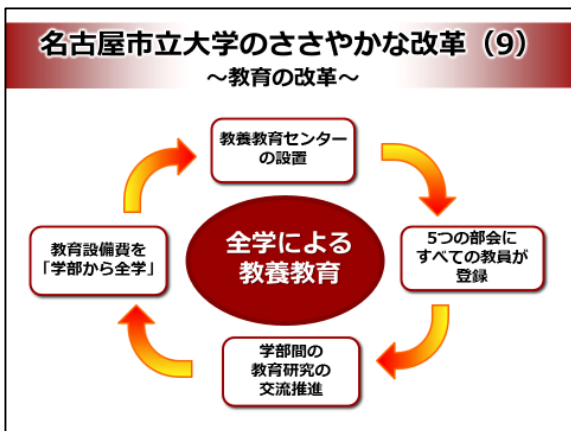 名古屋市立大学のささやかな改革（9）
～教育の改革～
教養教育センター
の設置
5つの部会に
すべての教員が
登録
学部間の
教育研究の
交流推進
教育設備費を
「学部から全学」
全学による
教養教育